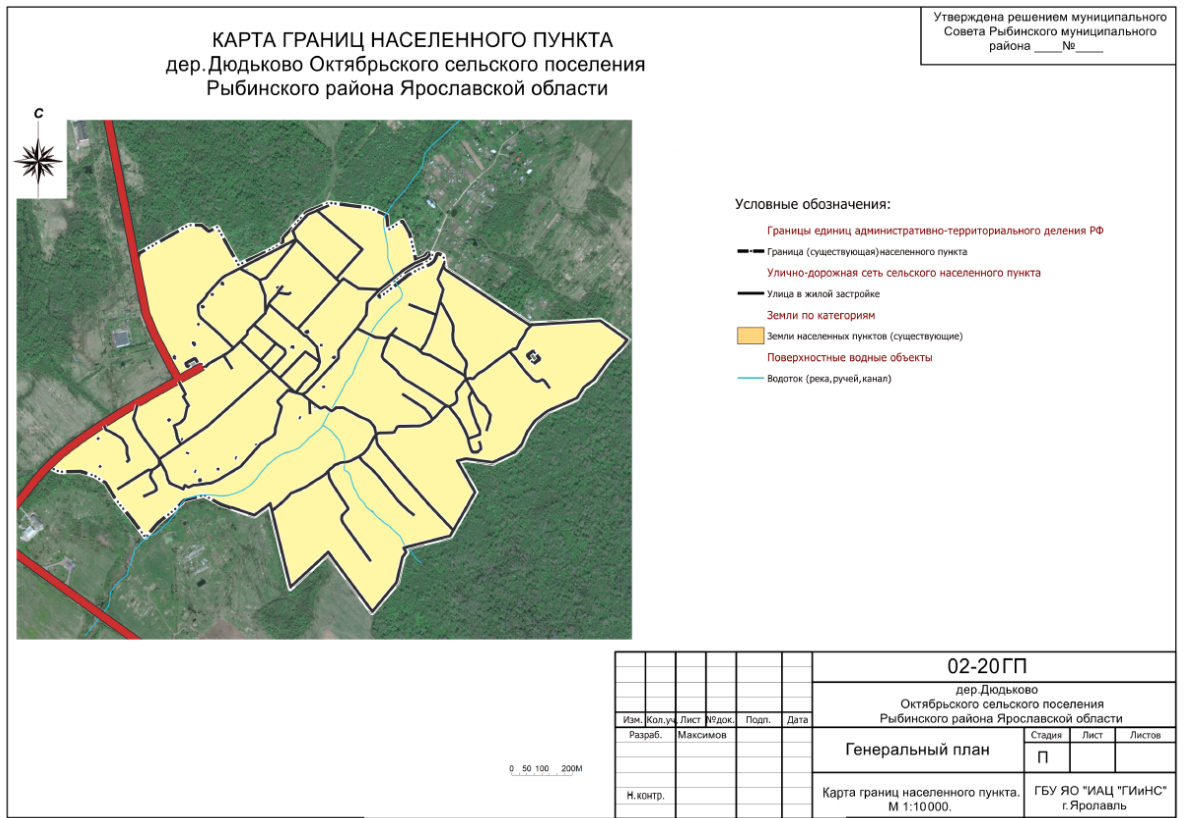 Утверждена решением муниципального
Совета Рыбинского муниципального
района ____№____
КАРТА ГРАНИЦ НАСЕЛЕННОГО ПУНКТА
дер.Дюдьково Октябрьского сельского поселения
Рыбинского района Ярославской области
С
Условные обозначения:
Границы единиц административно-территориального деления РФ
Граница (существующая)населенного пункта
Улично-дорожная сеть сельского населенного пункта
Улица в жилой застройке
Земли по категориям
Земли населенных пунктов (существующие)
Поверхностные водные объекты
Водоток (река,ручей,канал)
0 50 100 200М
02-20ГП
дер.Дюдьково
Октябрьского сельского поселения
Рыбинского района Ярославской области
Изм. Кол.уч. Лист №док. Подп. Дата
Разраб. Максимов
Генеральный план
Стадия Лист Листов
П
Н.контр.
Карта границ населенного пункта.
М 1:10000.
ГБУ ЯО "ИАЦ "ГИиНС"
г.Яролавль